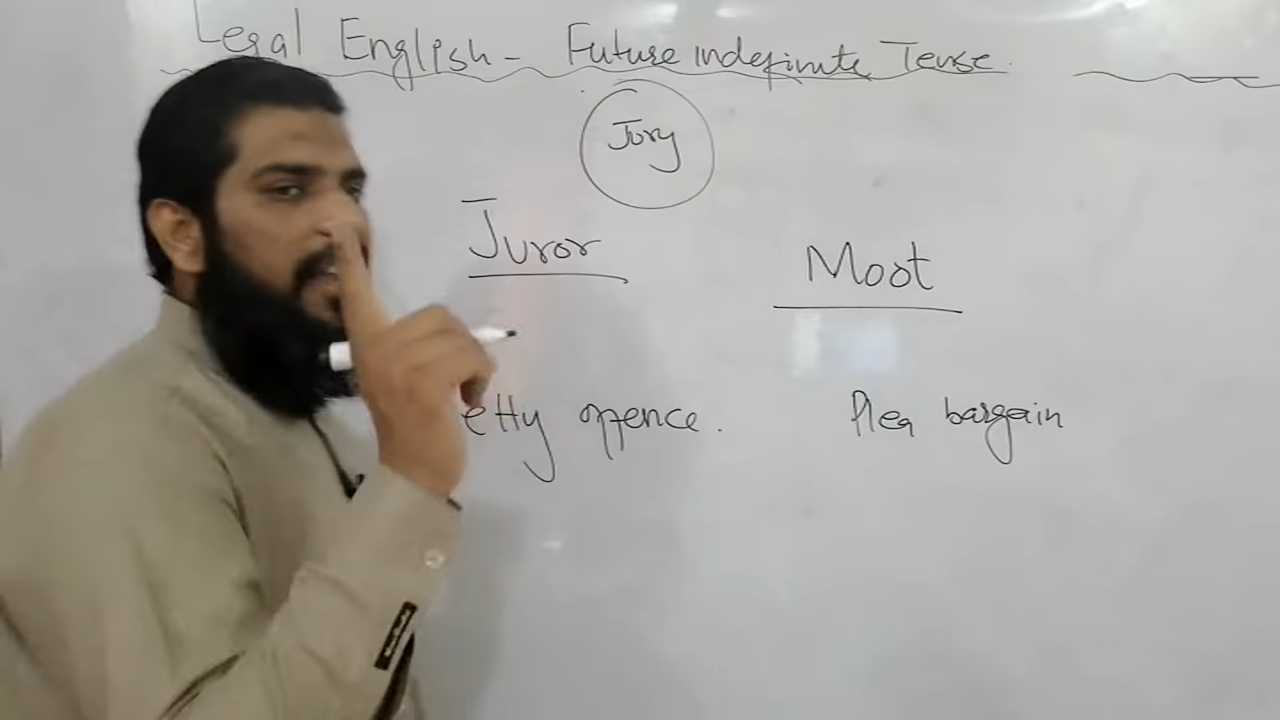 Legal English - Future indefinite Tense.
Jury
Juror
Moot
etty offence.
Plea bargain